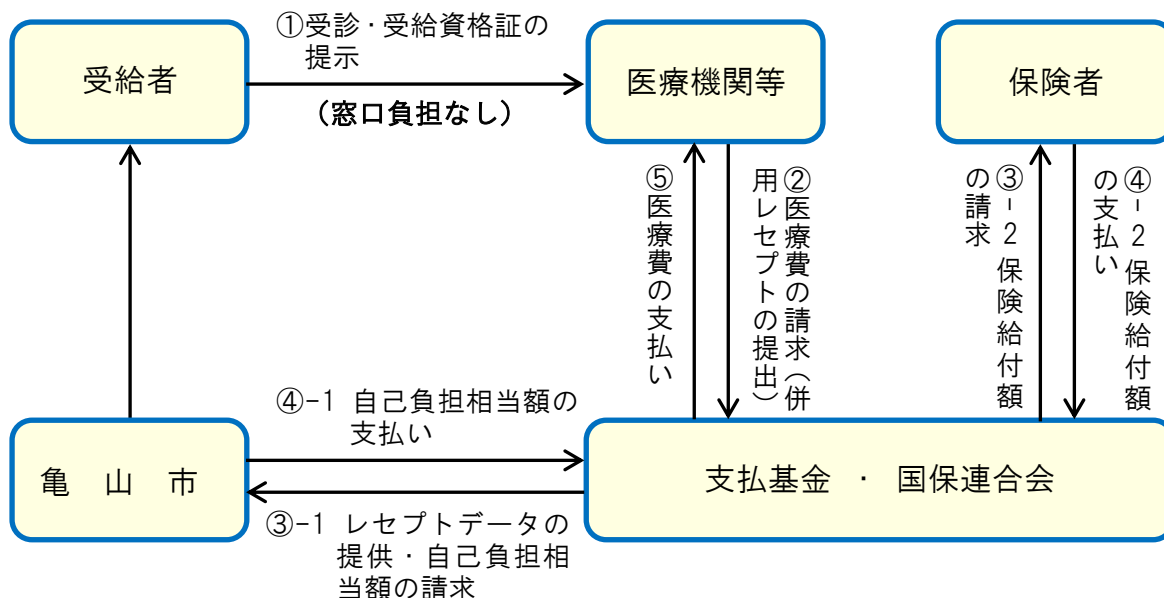 ①受診・受給資格証の
提示
受給者
医療機関等
保険者
(窓口負担なし)
⑤医療費の支払い
②医療費の請求(併
用レセプトの提出)
③-2 保険給付額
の請求
④-2 保険給付額
の支払い
④-1 自己負担相当額の
支払い
亀 山 市
支払基金 ・ 国保連合会
③-1 レセプトデータの
提供・自己負担相
当額の請求